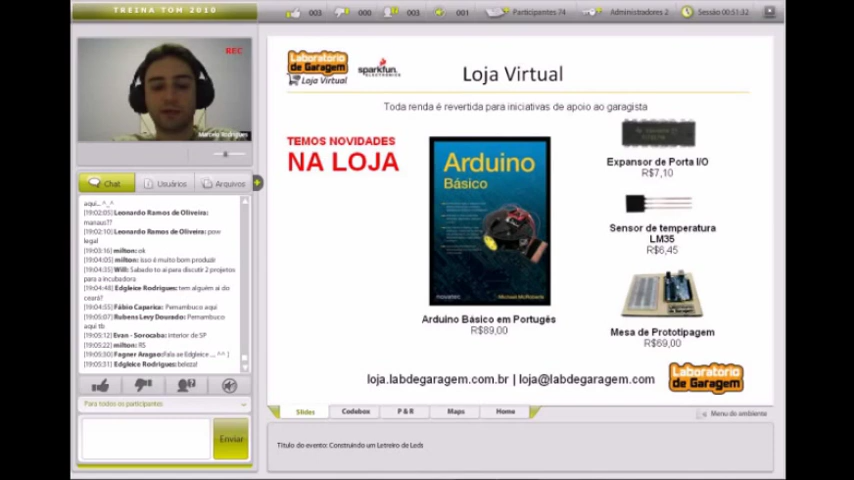 TREINA TOM 2010
003
000
003
001
Participantes 74
Administradores 2
Sessão 00:51:32
REC
Marcelo Rodrigues
Chat
Usuários
Arquivos
aqui... ^_^
[19:02:05] Leonardo Ramos de Oliveira:
manaus??
[19:02:10] Leonardo Ramos de Oliveira: pow
legal
[19:03:16] milton: ok
[19:04:05] milton: isso é muito bom produzir
[19:04:35] Will: Sabado to ai para discutir 2 projetos
para a incubadora
[19:04:48] Edgleice Rodrigues: tem alguém ai do
ceará?
[19:04:55] Fábio Caparica: Pernambuco aqui
[19:05:07] Rubens Levy Dourado: Pernambuco
aqui tb
[19:05:12] Evan - Sorocaba: interior de SP
[19:05:22] milton: RS
[19:05:30] Fagner Aragao: Fala ae Edgleice ... ^^ ]
[19:05:31] Edgleice Rodrigues: beleza!
Para todos os participantes
Enviar
Laboratório
de Garagem
Loja Virtual
sparkfun
ELECTRONICS
Loja Virtual
Toda renda é revertida para iniciativas de apoio ao garagista
TEMOS NOVIDADES
NA LOJA
Arduino
Básico
novatec
Michael McRoberts
Arduino Básico em Portugês
R$89,00
Expansor de Porta I/O
R$7,10
Sensor de temperatura
LM35
R$6,45
Mesa de Prototipagem
R$69,00
loja.labdegaragem.com.br | loja@labdegaragem.com
Laboratório
de Garagem
Slides
Codebox
P & R
Maps
Home
Menu do ambiente
Título do evento: Construindo um Letreiro de Leds